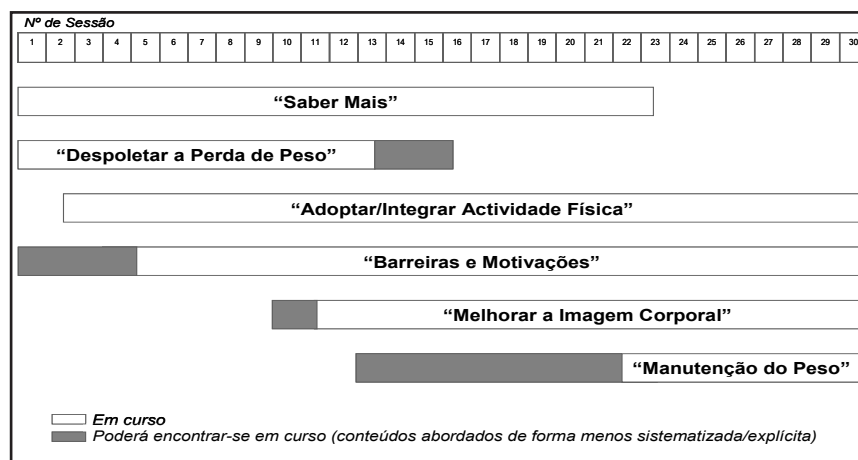 Nº de Sessão
1 2 3 4 5 6 7 8 9 10 11 12 13 14 15 16 17 18 19 20 21 22 23 24 25 26 27 28 29 30
“Saber Mais”
“Despoletar a Perda de Peso”
“Adoptar/Integrar Actividade Física”
“Barreiras e Motivações”
“Melhorar a Imagem Corporal”
“Manutenção do Peso”
Em curso
Poderá encontrar-se em curso (conteúdos abordados de forma menos sistematizada/explícita)